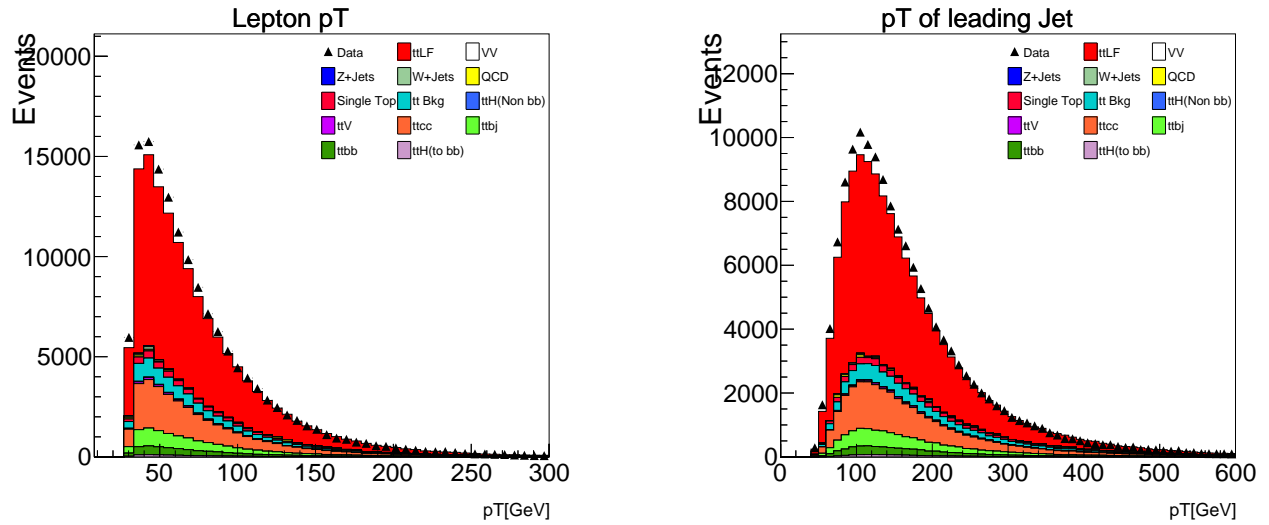 Lepton pT
Events
Data ttLF VV
Z+Jets W+Jets QCD
Single Top tt Bkg ttH(Non bb)
ttV ttcc ttbj
ttbb ttH(to bb)
20000
15000
10000
5000
0
50 100 150 200 250 300
pT[GeV]
pT of leading Jet
Events
Data ttLF VV
Z+Jets W+Jets QCD
Single Top tt Bkg ttH(Non bb)
ttV ttcc ttbj
ttbb ttH(to bb)
12000
10000
8000
6000
4000
2000
0
0 100 200 300 400 500 600
pT[GeV]